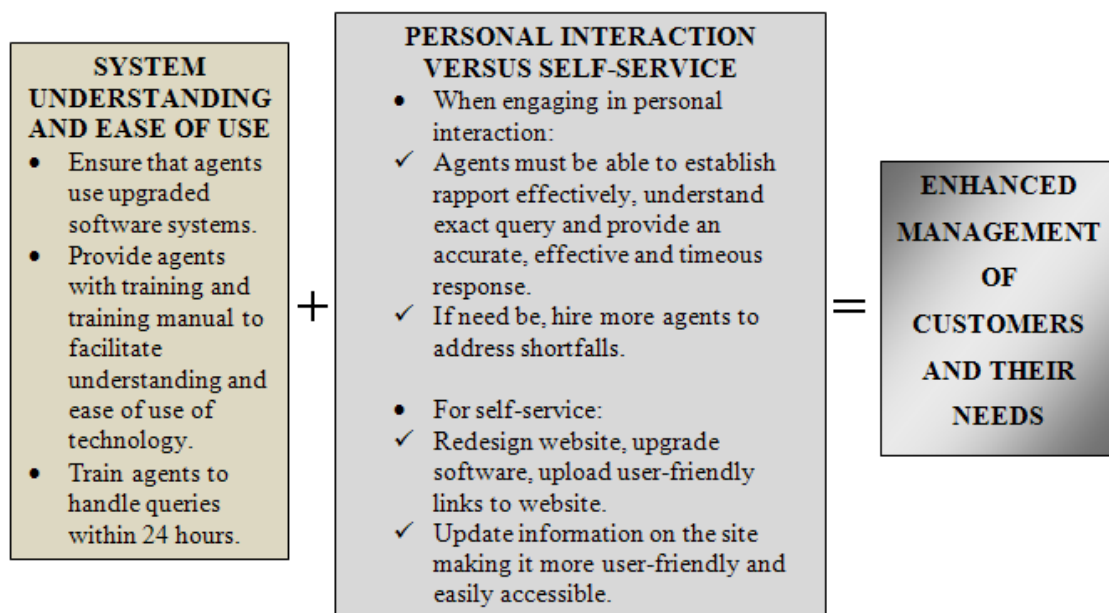 SYSTEM
UNDERSTANDING
AND EASE OF USE
• Ensure that agents
use upgraded
software systems.
• Provide agents
with training and
training manual to
facilitate
understanding and
ease of use of
technology.
• Train agents to
handle queries
within 24 hours.
+
PERSONAL INTERACTION
VERSUS SELF-SERVICE
• When engaging in personal
interaction:
✓ Agents must be able to establish
rapport effectively, understand
exact query and provide an
accurate, effective and timeous
response.
✓ If need be, hire more agents to
address shortfalls.
• For self-service:
✓ Redesign website, upgrade
software, upload user-friendly
links to website.
✓ Update information on the site
making it more user-friendly and
easily accessible.
=
ENHANCED
MANAGEMENT
OF
CUSTOMERS
AND THEIR
NEEDS